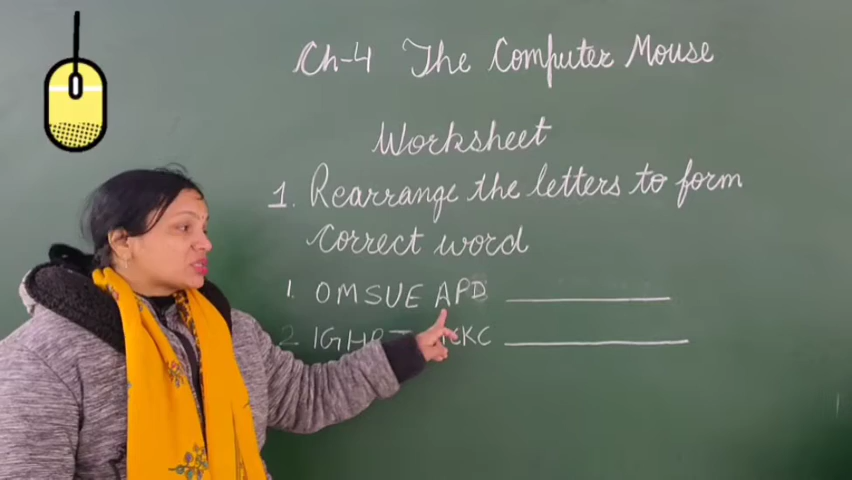 Ch-4 The Computer Mouse
Worksheet
1. Rearrange the letters to form
correct word
1. OMSUE APD
2. IGHR